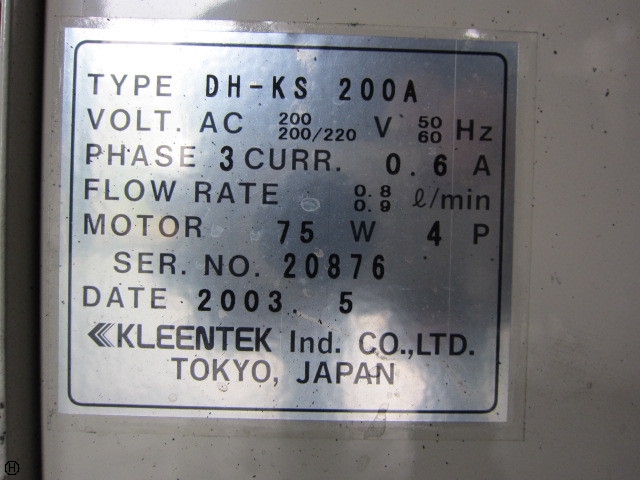 TYPE DH-KS 200A
VOLT. AC 200 200/220 V 50 60 Hz
PHASE 3 CURR. 0.6 A
FLOW RATE 0.8 0.9 ℓ/min
MOTOR 75 W 4 P
SER. NO. 20876
DATE 2003. 5
KLEENTEK Ind. CO.,LTD.
TOKYO, JAPAN
H